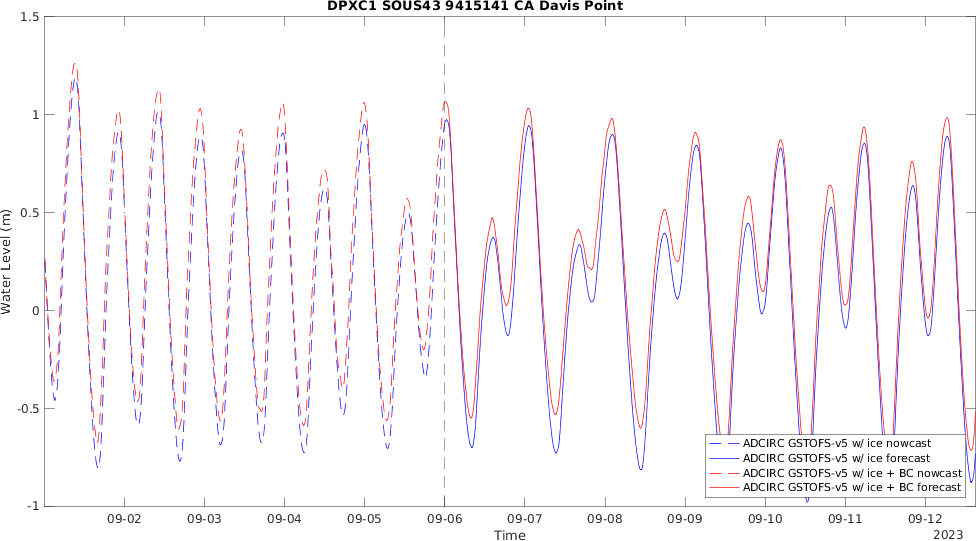 DPXC1 SOUS43 9415141 CA Davis Point
1.5
1
0.5
0
-0.5
-1
Water Level (m)
09-02 09-03 09-04 09-05 09-06 09-07 09-08 09-09 09-10 09-11 09-12
Time
2023
ADCIRC GSTOFS-v5 w/ ice nowcast
ADCIRC GSTOFS-v5 w/ ice forecast
ADCIRC GSTOFS-v5 w/ ice + BC nowcast
ADCIRC GSTOFS-v5 w/ ice + BC forecast